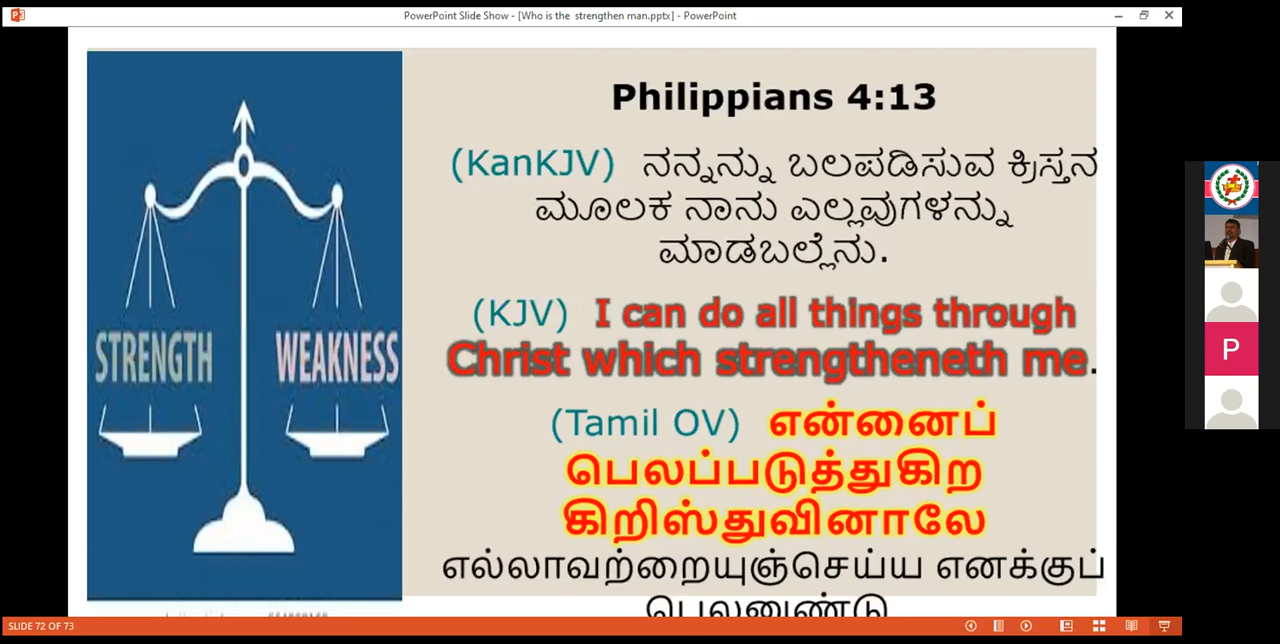 PowerPoint Slide Show - [Who is the strengthen man.pptx] - PowerPoint
Philippians 4:13
(KanKJV) ನನ್ನನ್ನು ಬಲಪಡಿಸುವ ಕ್ರಿಸ್ತನ
ಮೂಲಕ ನಾನು ಎಲ್ಲವುಗಳನ್ನು
ಮಾಡಬಲ್ಲೆನು.
(KJV) I can do all things through
Christ which strengtheneth me.
(Tamil OV) என்னைப்
பெலப்படுத்துகிற
கிறிஸ்துவினாலே
எல்லாவற்றையுஞ்செய்ய எனக்குப்
பெலனுண்டு
STRENGTH WEAKNESS
P
SLIDE 72 OF 73